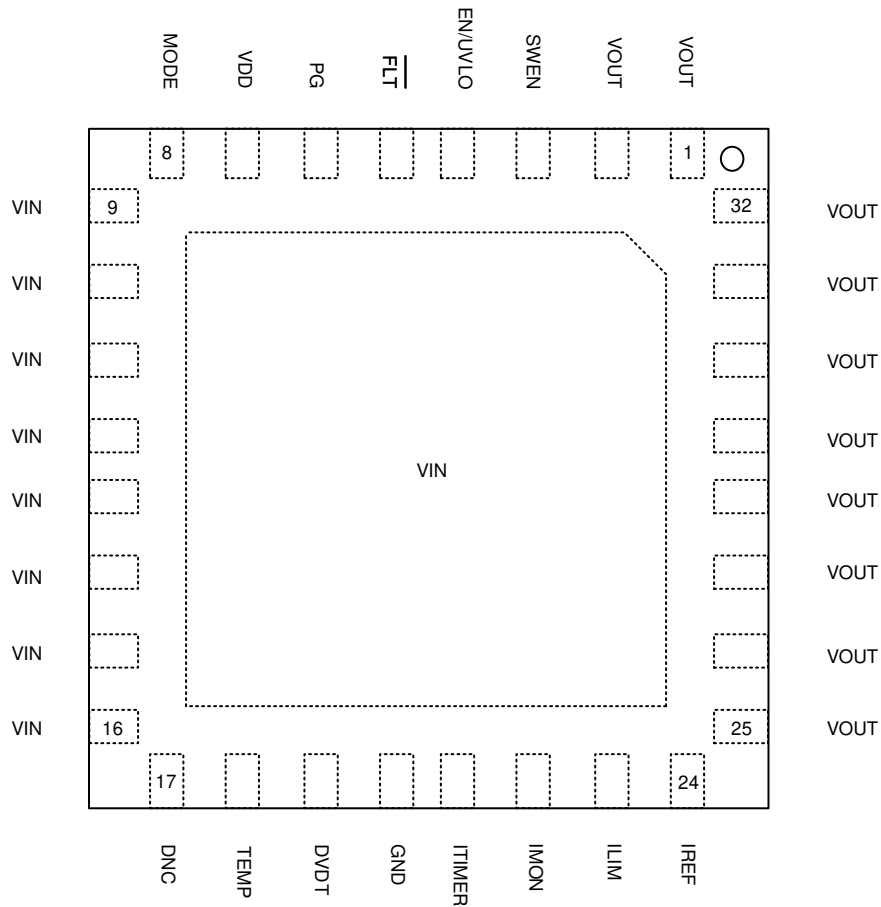 MODE
VDD
PG
FLT
EN/UVLO
SWEN
VOUT
VOUT
8
1
VIN
9
32
VOUT
VIN
VOUT
VIN
VOUT
VIN
VOUT
VIN
VIN
VOUT
VIN
VOUT
VIN
VOUT
VIN
16
25
VOUT
17
24
DNC
TEMP
DVDT
GND
ITIMER
IMON
ILIM
IREF